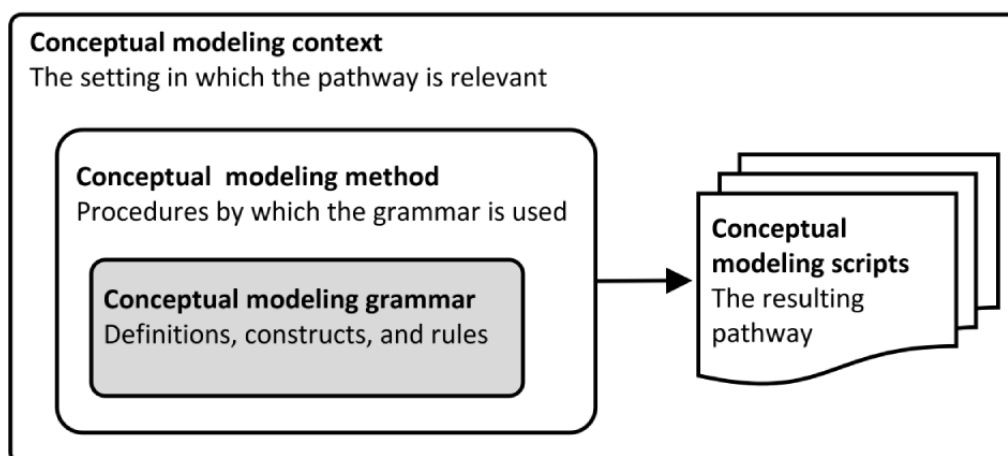 Conceptual modeling context
The setting in which the pathway is relevant
Conceptual modeling method
Procedures by which the grammar is used
Conceptual modeling grammar
Definitions, constructs, and rules
Conceptual
modeling scripts
The resulting
pathway